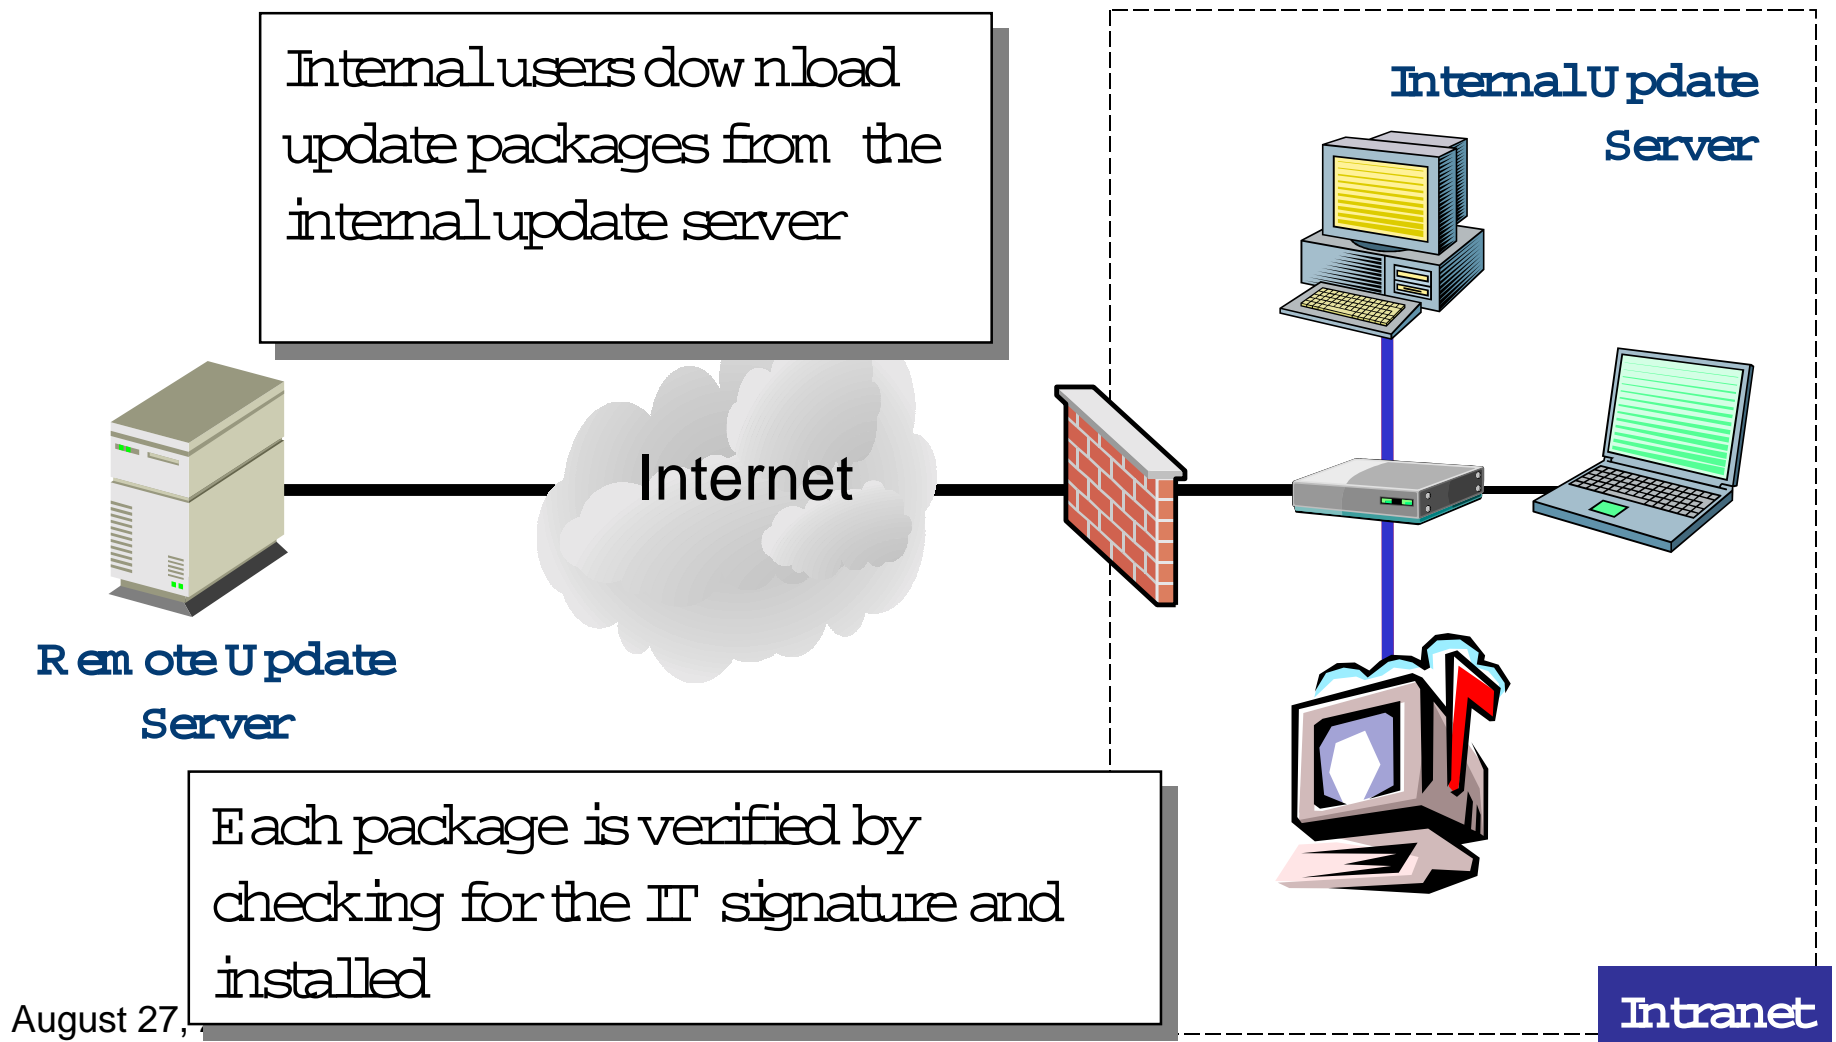 Internal users download
update packages from the
internal update server
Internal Update
Server
Internet
Remote Update
Server
Each package is verified by
checking for the IT signature and
installed
August 27,
Intranet